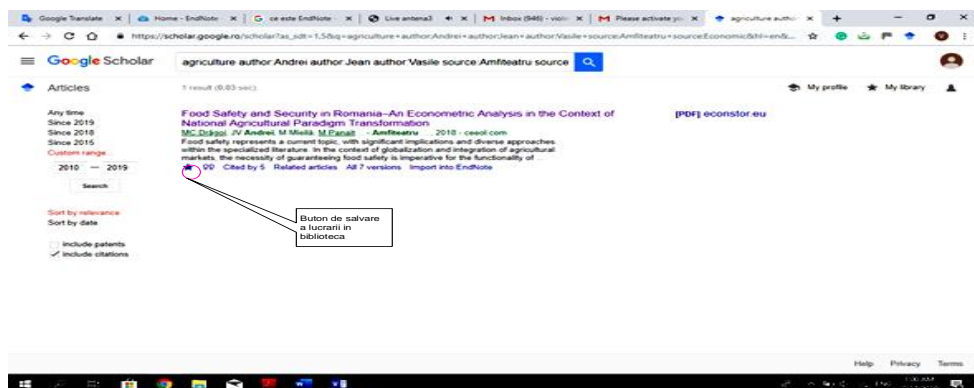 Google Translate
Home - EndNote
ce este EndNote
Live antena3
Inbox (946) - violi
Please activate yo
agriculture autho
https://scholar.google.ro/scholar?as_sdt=1,5&q=agriculture+author:Andrei+author:Jean+author:Vasile+source:Amfiteatru+source:Economic&hl=en&...
Google Scholar
agriculture author Andrei author Jean author Vasile source Amfiteatru source
Articles
1 result (0,03 sec)
My profile
My library
Any time
Since 2019
Since 2018
Since 2015
Custom range...
2010 — 2019
Search
Sort by relevance
Sort by date
include patents
include citations
Food Safety and Security in Romania–An Econometric Analysis in the Context of
National Agricultural Paradigm Transformation
[PDF] econstor.eu
MC Drăgoi, JV Andrei, M Mieilă, M Panait... - Amfiteatru ..., 2018 - ceeol.com
Food safety represents a current topic, with significant implications and diverse approaches
within the specialized literature. In the context of globalization and integration of agricultural
markets, the necessity of guaranteeing food safety is imperative for the functionality of ...
Cited by 5 Related articles All 7 versions Import into EndNote
Buton de salvare
a lucrarii in
biblioteca
Help Privacy Terms